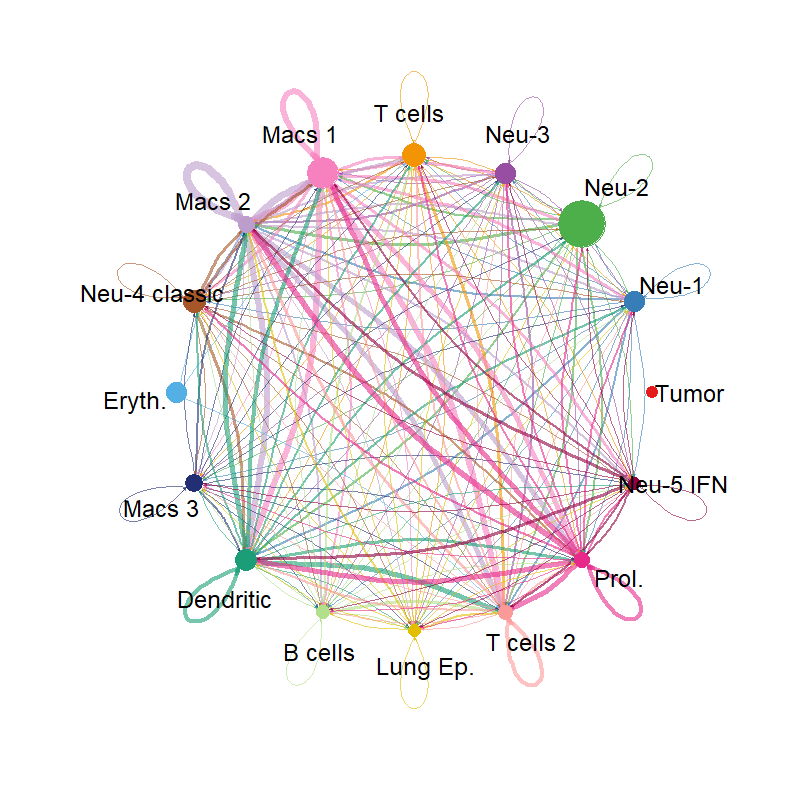 T cells
Macs 1
Neu-3
Neu-2
Macs 2
Neu-1
Neu-4 classic
Tumor
Eryth.
Neu-5 IFN
Macs 3
Prol.
Dendritic
T cells 2
B cells
Lung Ep.